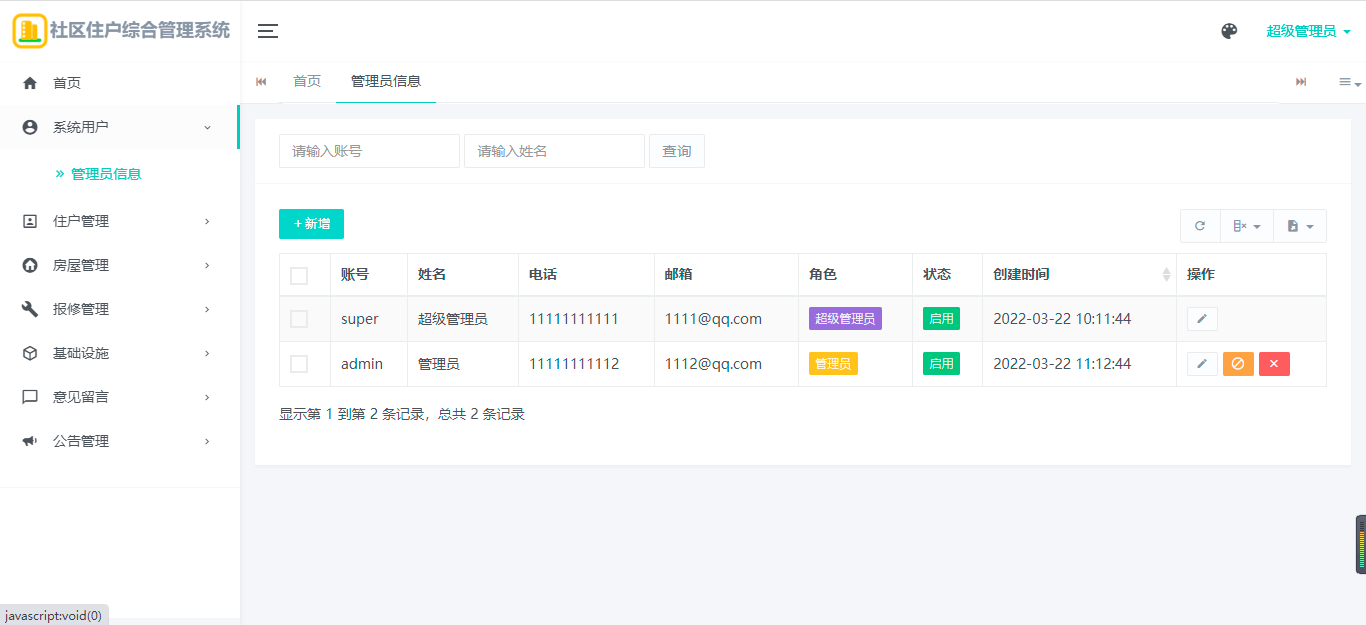 社区住户综合管理系统
超级管理员
首页
系统用户
管理员信息
住户管理
房屋管理
报修管理
基础设施
意见留言
公告管理
首页 管理员信息
请输入账号 请输入姓名 查询
+ 新增
账号 姓名 电话 邮箱 角色 状态 创建时间 操作
super 超级管理员 11111111111 1111@qq.com 超级管理员 启用 2022-03-22 10:11:44
admin 管理员 11111111112 1112@qq.com 管理员 启用 2022-03-22 11:12:44
显示第 1 到第 2 条记录，总共 2 条记录
javascript:void(0)